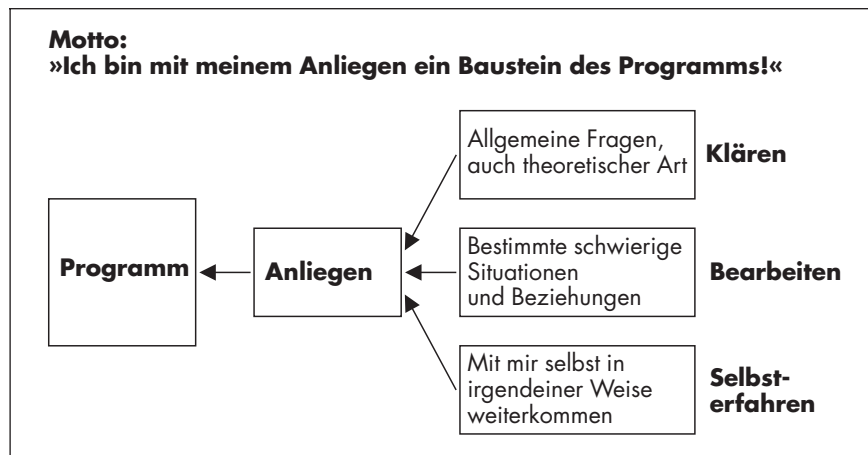 Motto:
»Ich bin mit meinem Anliegen ein Baustein des Programms!«
Allgemeine Fragen,
auch theoretischer Art
Klären
Programm
Anliegen
Bestimmte schwierige
Situationen
und Beziehungen
Bearbeiten
Mit mir selbst in
irgendeiner Weise
weiterkommen
Selbst-
erfahren